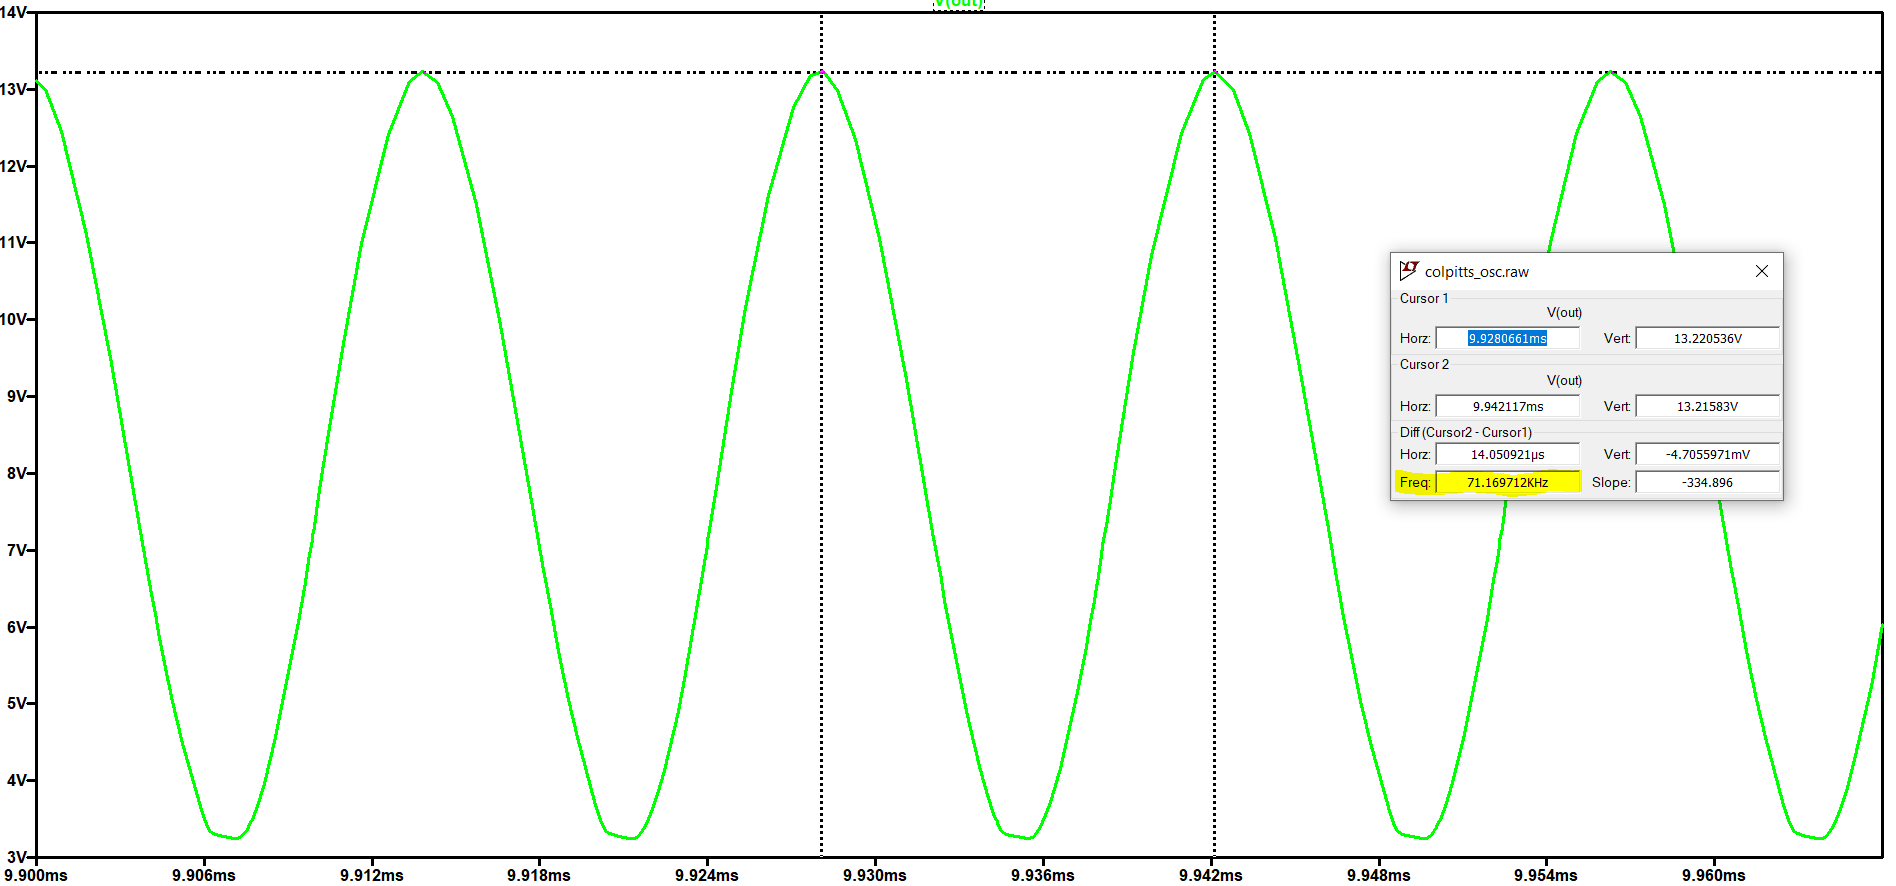 V(out)
14V
13V
12V
11V
10V
9V
8V
7V
6V
5V
4V
3V
9.900ms 9.906ms 9.912ms 9.918ms 9.924ms 9.930ms 9.936ms 9.942ms 9.948ms 9.954ms 9.960ms
colpitts_osc.raw
Cursor 1
V(out)
Horz: 9.9280661ms Vert: 13.220536V
Cursor 2
V(out)
Horz: 9.942117ms Vert: 13.21583V
Diff (Cursor2 - Cursor1)
Horz: 14.050921µs Vert: -4.7055971mV
Freq: 71.169712KHz Slope: -334.896